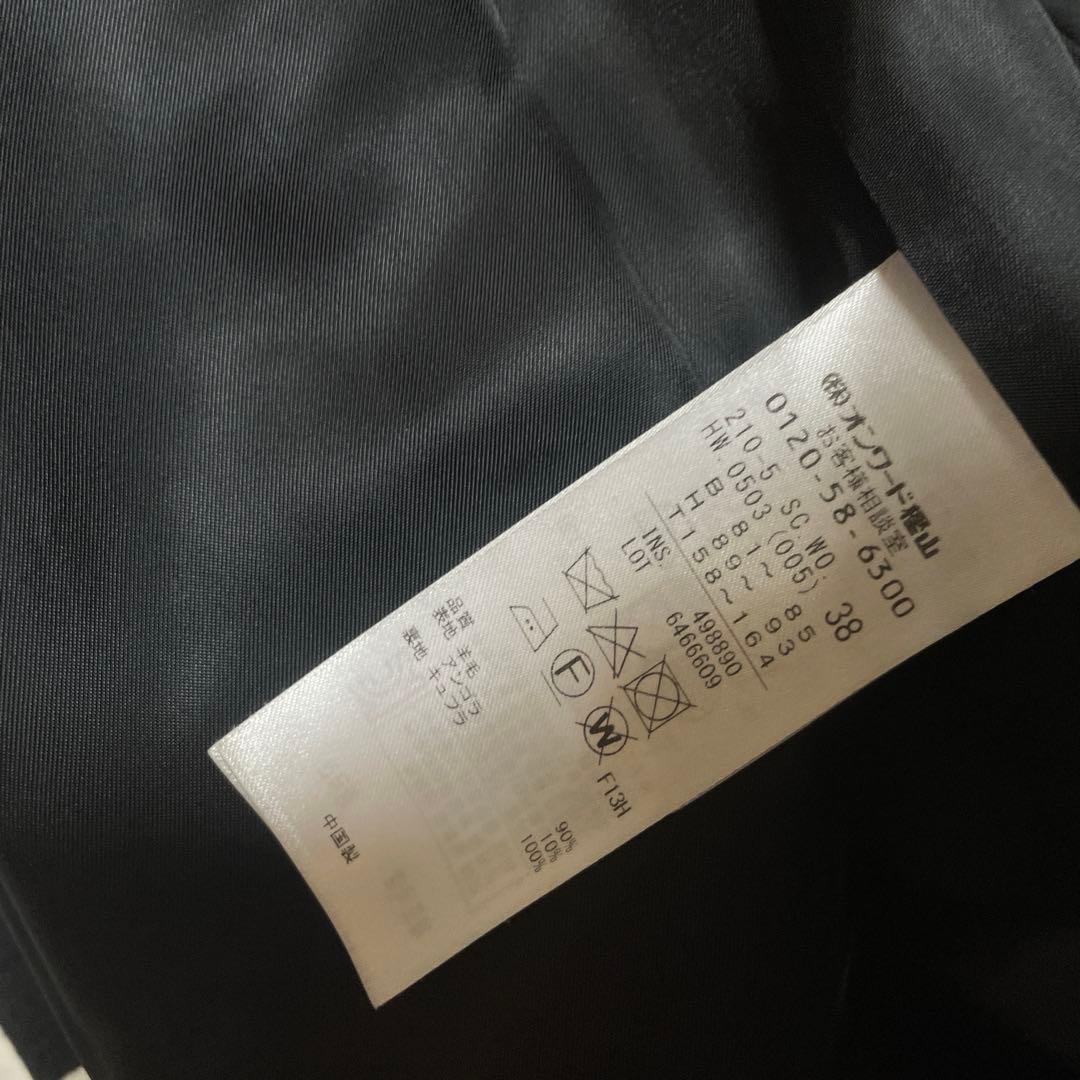 (株)オンワード樫山
お客様相談室
0120-58-6300
210-5 SC.WO. 38
HW 0503 (005)
B 81~ 85
H 89~ 93
T 158~164
INS. 498890
LOT 6466609
F
W
F13H
品質
表地 羊毛 90%
アンゴラ 10%
裏地 キュプラ 100%
中国製